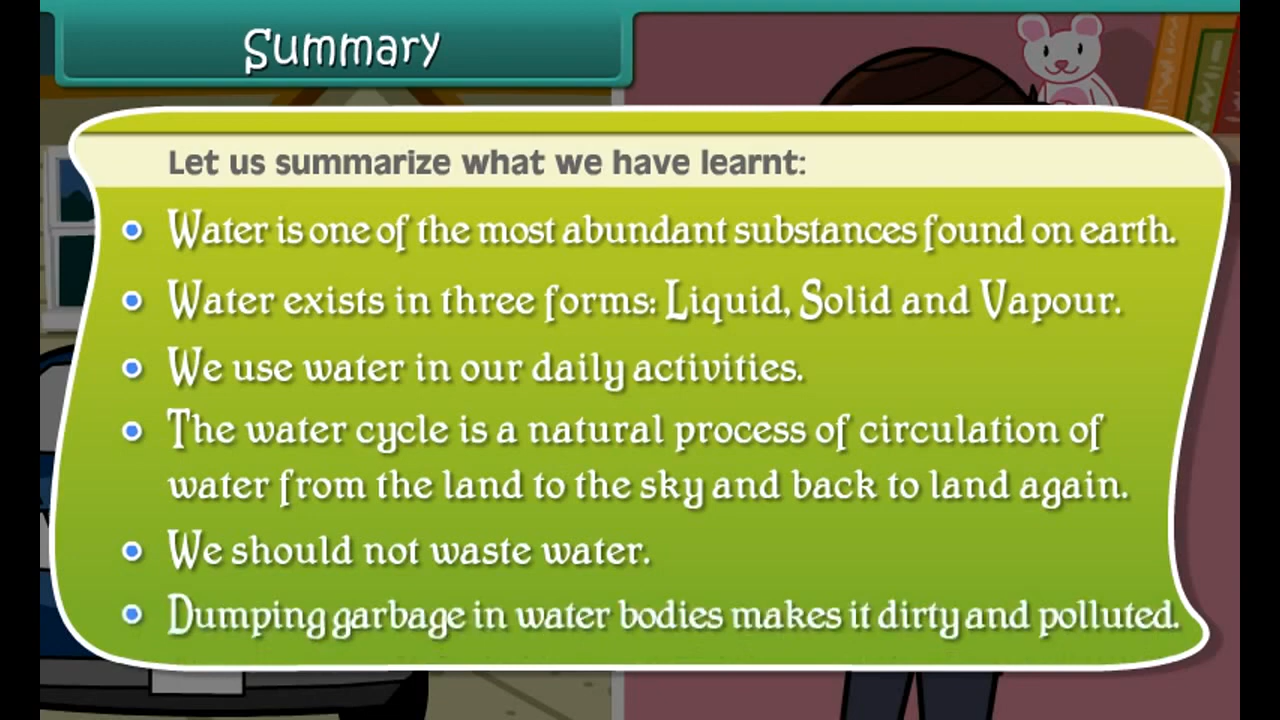 Summary
Let us summarize what we have learnt:
Water is one of the most abundant substances found on earth.
Water exists in three forms: Liquid, Solid and Vapour.
We use water in our daily activities.
The water cycle is a natural process of circulation of
water from the land to the sky and back to land again.
We should not waste water.
Dumping garbage in water bodies makes it dirty and polluted.